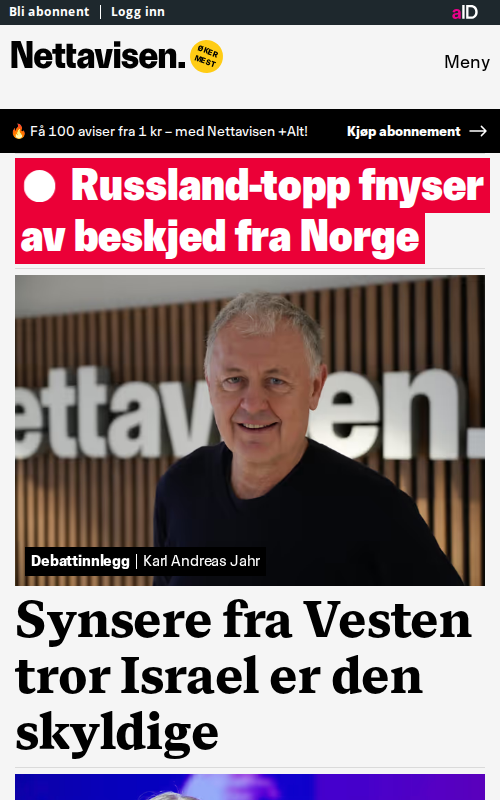 Bli abonnent | Logg inn
aID
Nettavisen.
ØKER
MEST
Meny
🔥 Få 100 aviser fra 1 kr – med Nettavisen +Alt!
Kjøp abonnement →
Russland-topp fnyser
av beskjed fra Norge
ettavisen.
Debattinnlegg | Karl Andreas Jahr
Synsere fra Vesten
tror Israel er den
skyldige